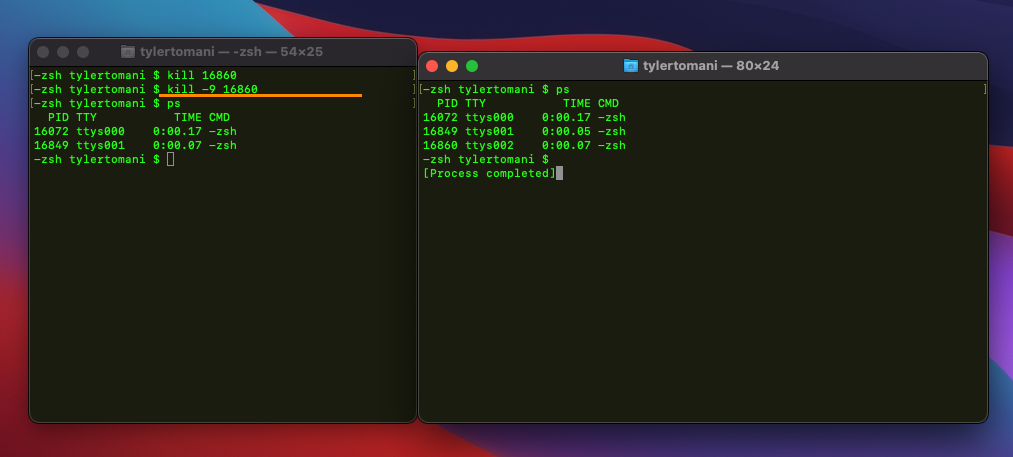 tylertomani — -zsh — 54×25
[-zsh tylertomani $ kill 16860 ]
[-zsh tylertomani $ kill -9 16860 ]
[-zsh tylertomani $ ps ]
  PID TTY           TIME CMD
16072 ttys000    0:00.17 -zsh
16849 ttys001    0:00.07 -zsh
-zsh tylertomani $
tylertomani — 80×24
[-zsh tylertomani $ ps ]
  PID TTY           TIME CMD
16072 ttys000    0:00.17 -zsh
16849 ttys001    0:00.05 -zsh
16860 ttys002    0:00.07 -zsh
-zsh tylertomani $
[Process completed]